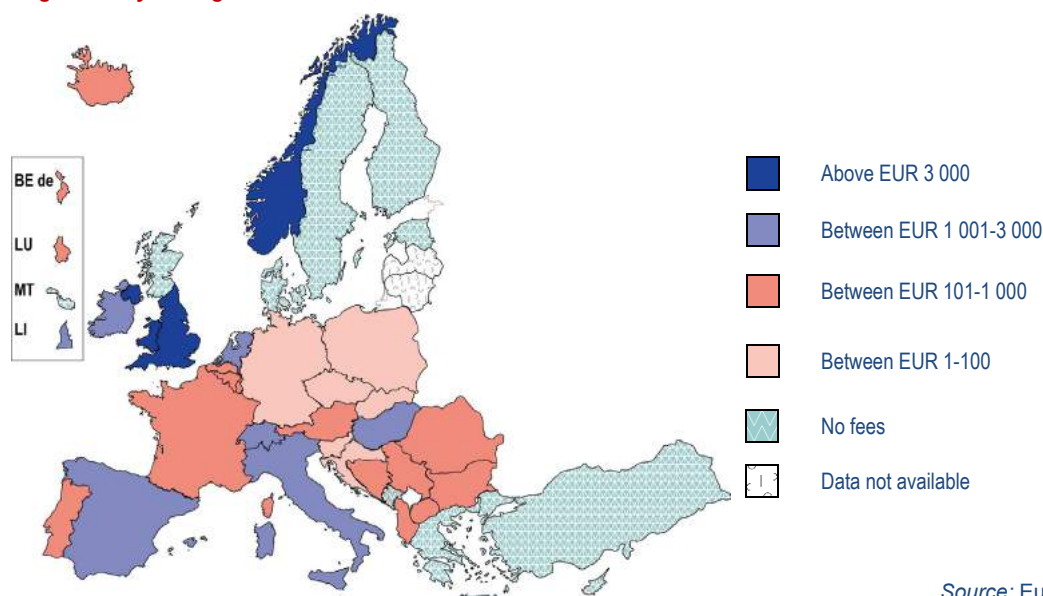 BE de
LU
MT
LI
Above EUR 3 000
Between EUR 1 001-3 000
Between EUR 101-1 000
Between EUR 1-100
No fees
Data not available
Source: Eu